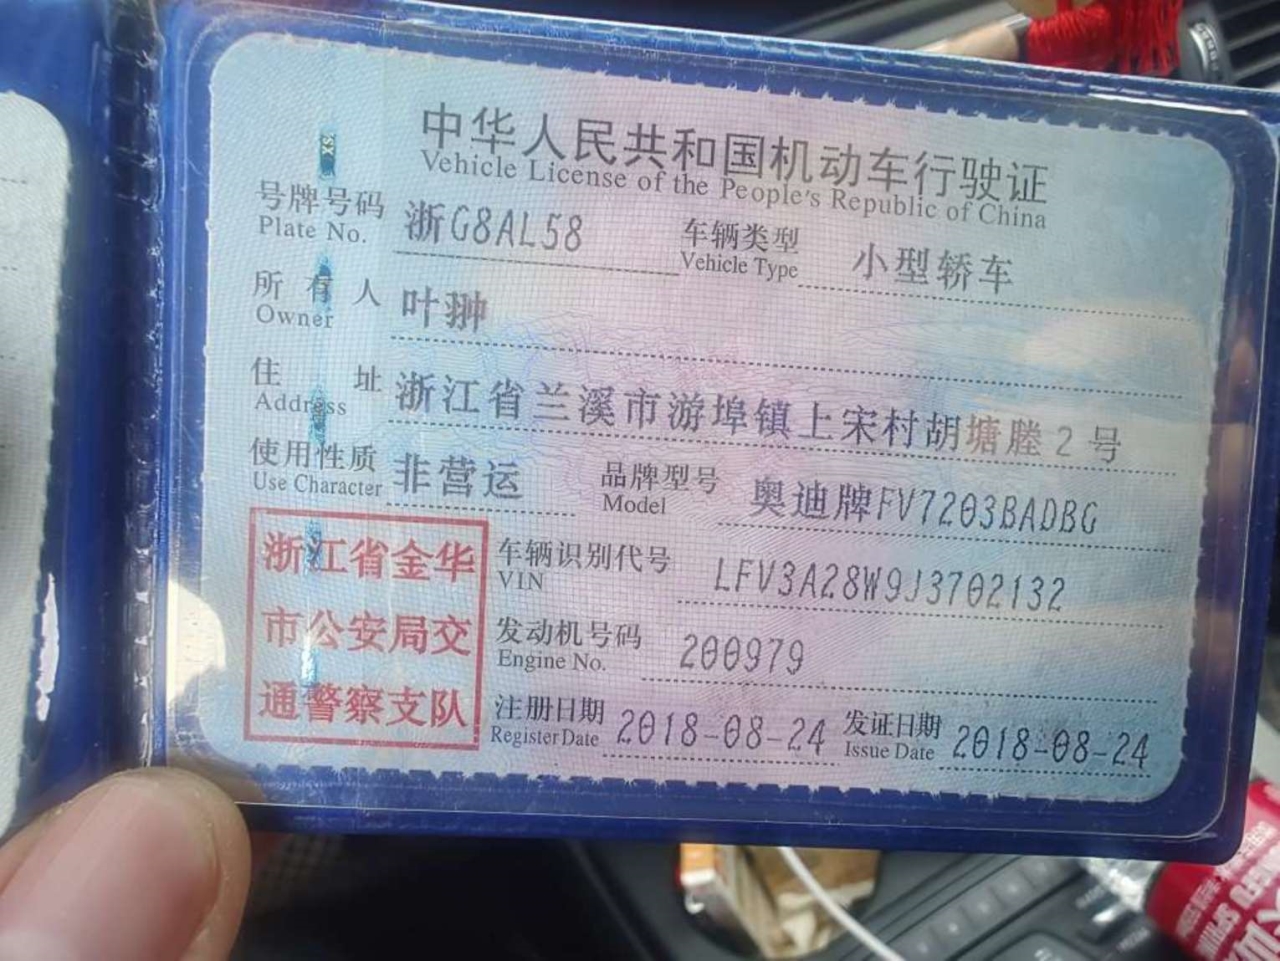 中华人民共和国机动车行驶证
Vehicle License of the People's Republic of China
号牌号码 浙G8AL58 车辆类型 小型轿车
Plate No. Vehicle Type
所有人 叶翀
Owner
住址 浙江省兰溪市游埠镇上宋村胡塘塍2号
Address
使用性质 非营运 品牌型号 奥迪牌FV7203BADBG
Use Character Model
浙江省金华
市公安局交
通警察支队
车辆识别代号 LFV3A28W9J3702132
VIN
发动机号码 200979
Engine No.
注册日期 2018-08-24 发证日期 2018-08-24
Register Date Issue Date